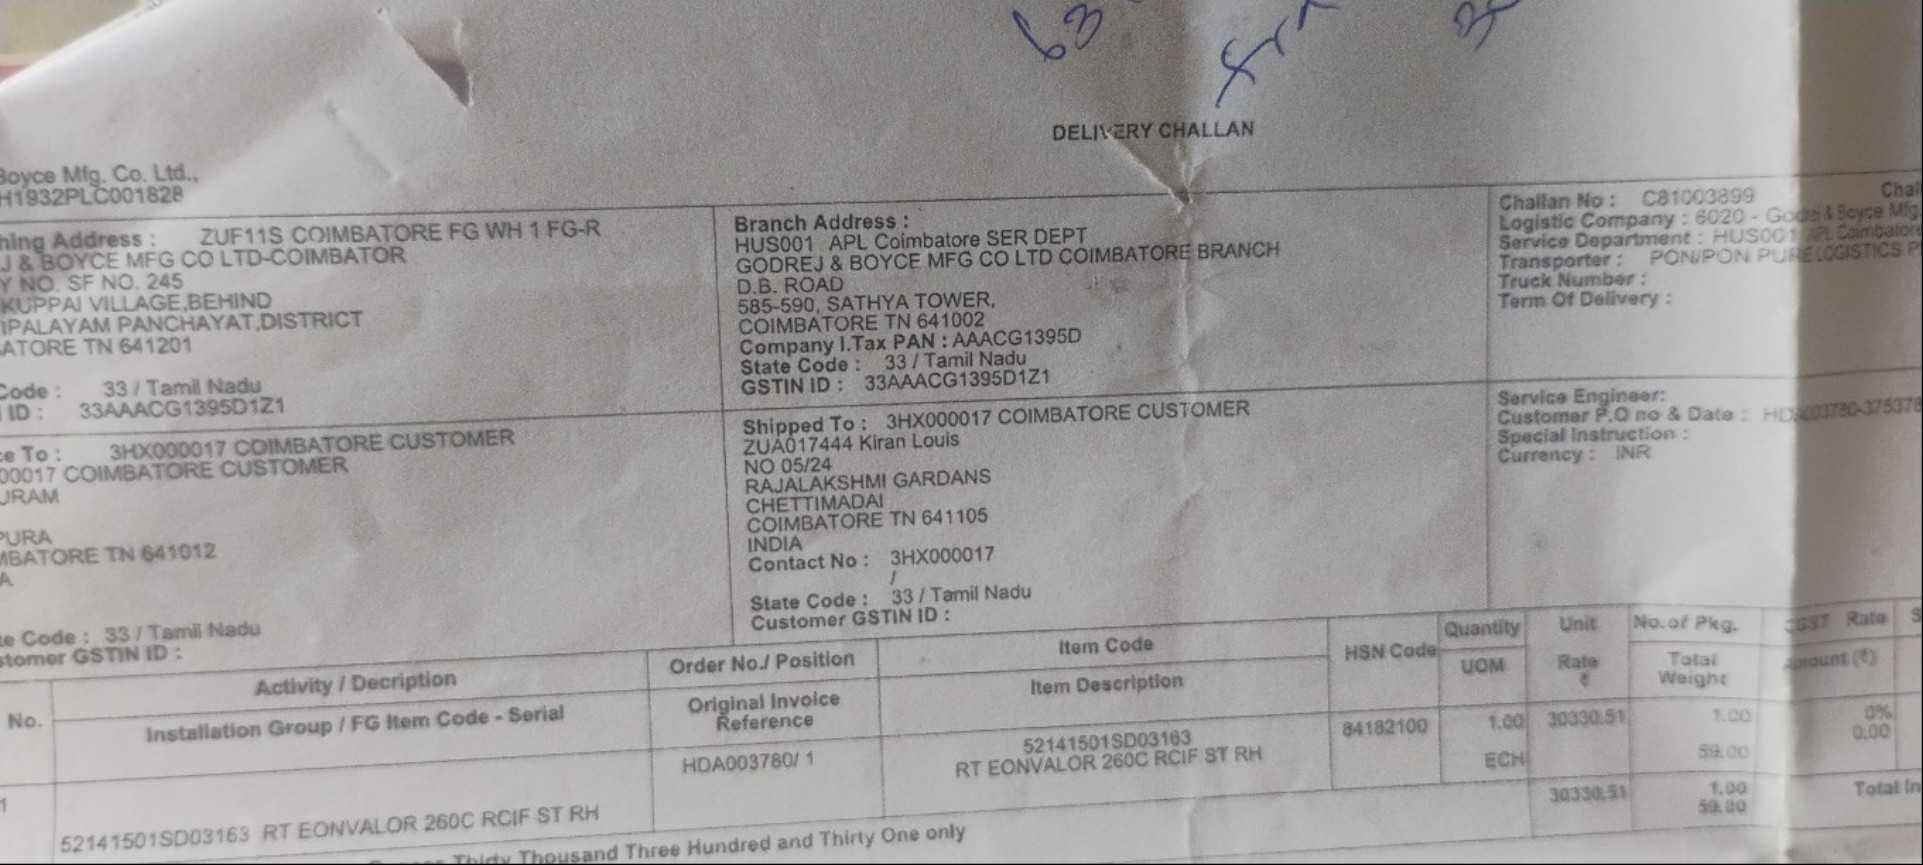 63
DELIVERY CHALLAN
Boyce Mfg. Co. Ltd.,
H1932PLC001828
hing Address : ZUF11S COIMBATORE FG WH 1 FG-R
J & BOYCE MFG CO LTD-COIMBATOR
Y NO. SF NO. 245
KUPPAI VILLAGE,BEHIND
IPALAYAM PANCHAYAT,DISTRICT
ATORE TN 641201
Code : 33 / Tamil Nadu
ID : 33AAACG1395D1Z1
Branch Address :
HUS001 APL Coimbatore SER DEPT
GODREJ & BOYCE MFG CO LTD COIMBATORE BRANCH
D.B. ROAD
585-590, SATHYA TOWER,
COIMBATORE TN 641002
Company I.Tax PAN : AAACG1395D
State Code : 33 / Tamil Nadu
GSTIN ID : 33AAACG1395D1Z1
Challan No : C81003899 Chal
Logistic Company : 6020 - Godrej & Boyce Mfg
Service Department : HUS001 APL Coimbatore
Transporter : PON/PON PURE LOGISTICS P
Truck Number :
Term Of Delivery :
ce To : 3HX000017 COIMBATORE CUSTOMER
00017 COIMBATORE CUSTOMER
URAM
PURA
MBATORE TN 641012
A
te Code : 33 / Tamil Nadu
stomer GSTIN ID :
Shipped To : 3HX000017 COIMBATORE CUSTOMER
ZUA017444 Kiran Louis
NO 05/24
RAJALAKSHMI GARDANS
CHETTIMADAI
COIMBATORE TN 641105
INDIA
Contact No : 3HX000017
/
State Code : 33 / Tamil Nadu
Customer GSTIN ID :
Service Engineer:
Customer P.O no & Date : HDA003780-375378
Special Instruction :
Currency : INR
No.
Activity / Decription
Installation Group / FG Item Code - Serial
Order No./ Position
Original Invoice
Reference
Item Code
Item Description
HSN Code
Quantity
UOM
Unit
Rate
₹
No.of Pkg.
Total
Weight
CGST Rate
Amount (₹)
S
1
52141501SD03163 RT EONVALOR 260C RCIF ST RH
HDA003780/ 1
52141501SD03163
RT EONVALOR 260C RCIF ST RH
84182100
1.00
ECH
30330.51
1.00
59.00
0%
0.00
30330.51
1.00
59.00
Total In
Thirty Thousand Three Hundred and Thirty One only